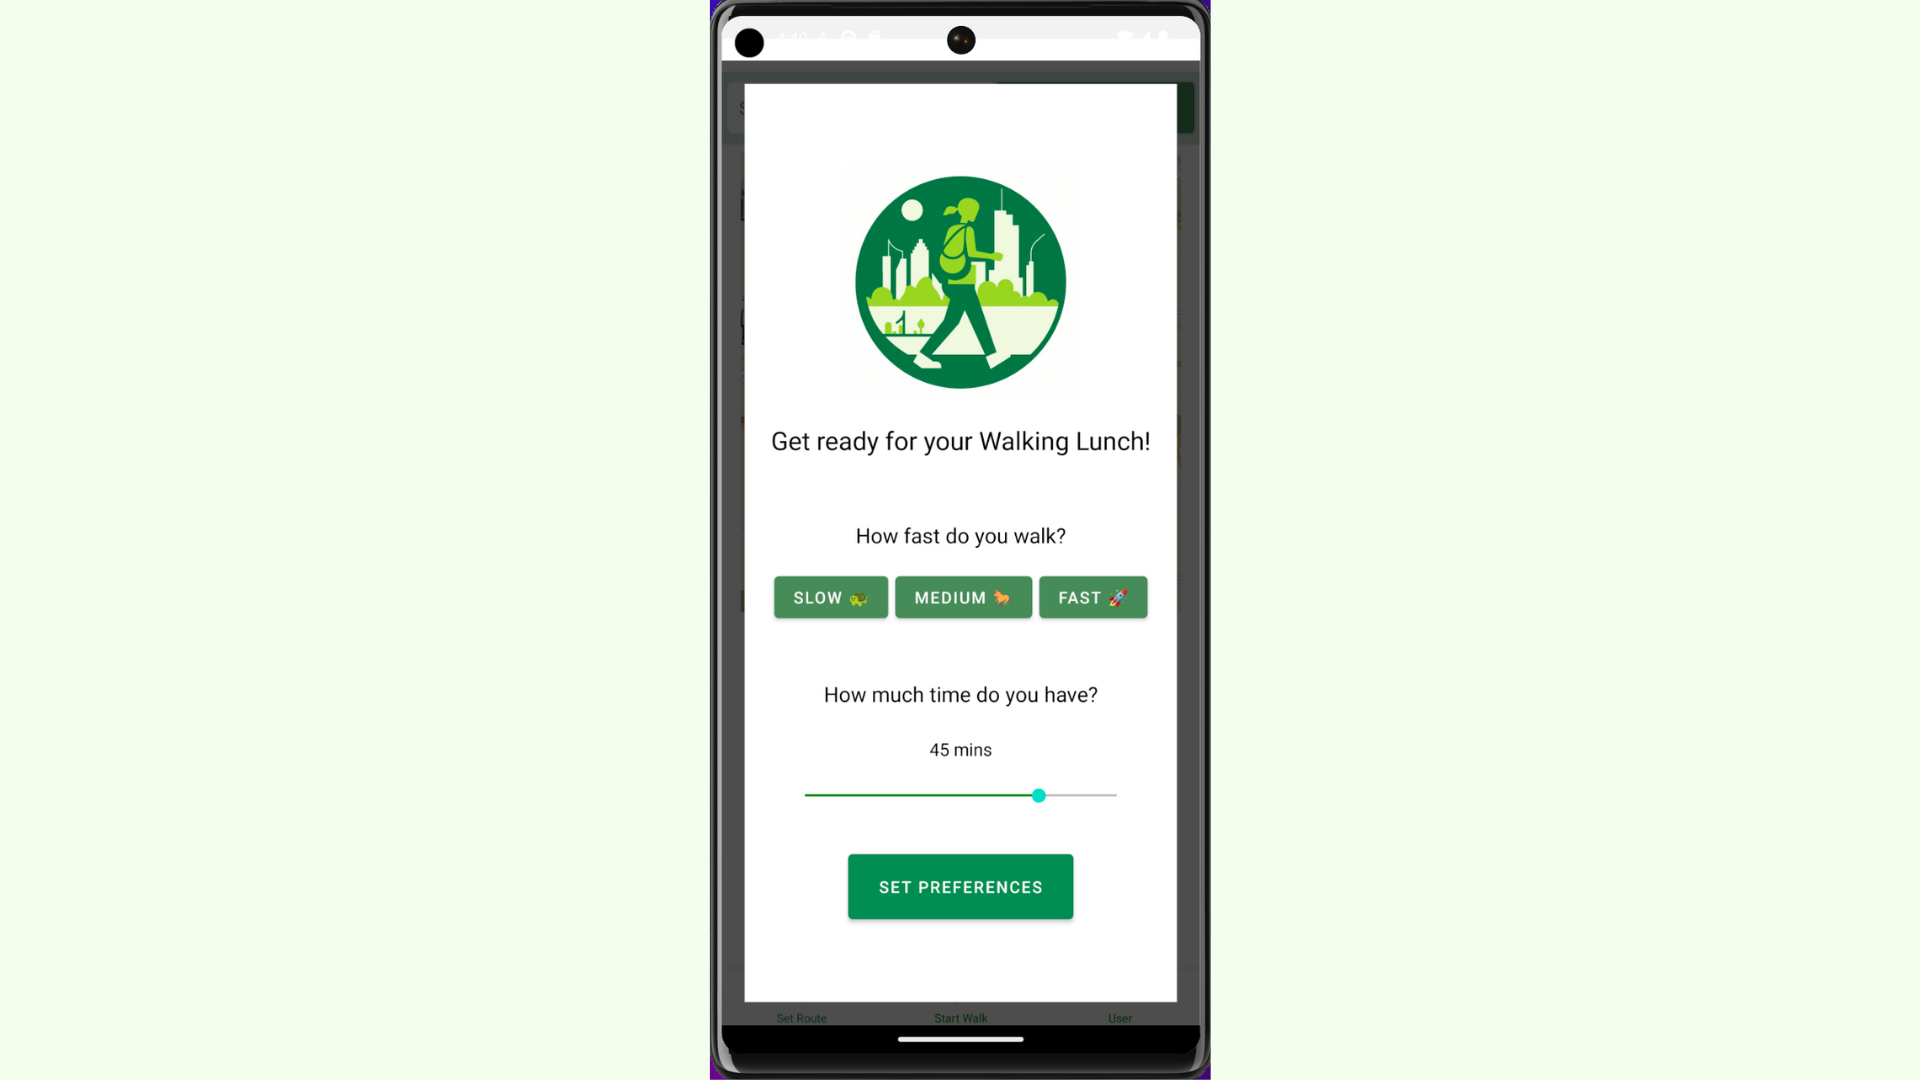 Get ready for your Walking Lunch!
How fast do you walk?
SLOW 🐢 MEDIUM 🐎 FAST 🚀
How much time do you have?
45 mins
SET PREFERENCES
Set Route Start Walk User